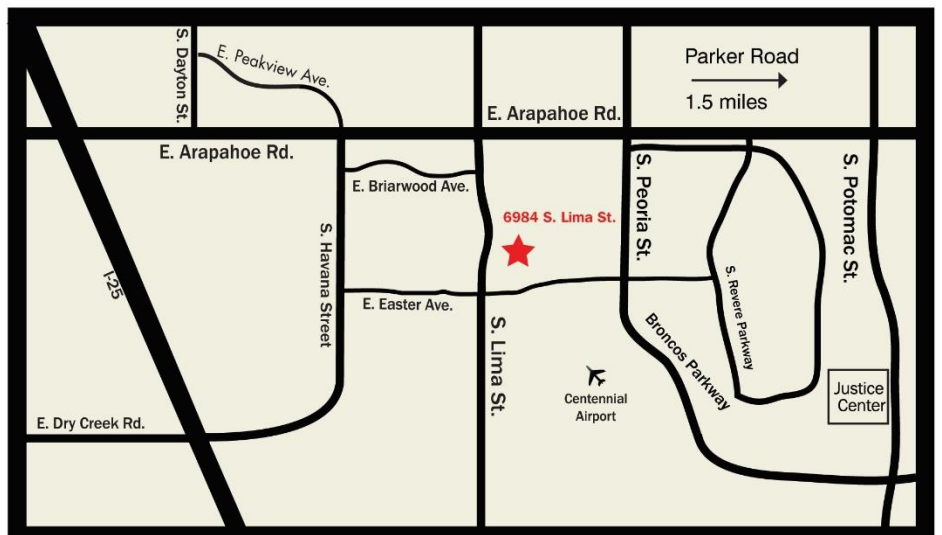 S. Dayton St.
E. Peakview Ave.
Parker Road
1.5 miles
E. Arapahoe Rd.
E. Arapahoe Rd.
E. Briarwood Ave.
S. Peoria St.
S. Potomac St.
6984 S. Lima St.
S. Havana Street
I-25
S. Revere Parkway
E. Easter Ave.
S. Lima St.
Broncos Parkway
Centennial
Airport
Justice
Center
E. Dry Creek Rd.